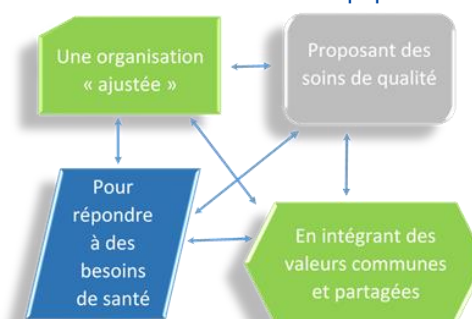 Une organisation
« ajustée »
Proposant des
soins de qualité
Pour
répondre
à des
besoins
de santé
En intégrant des
valeurs communes
et partagées